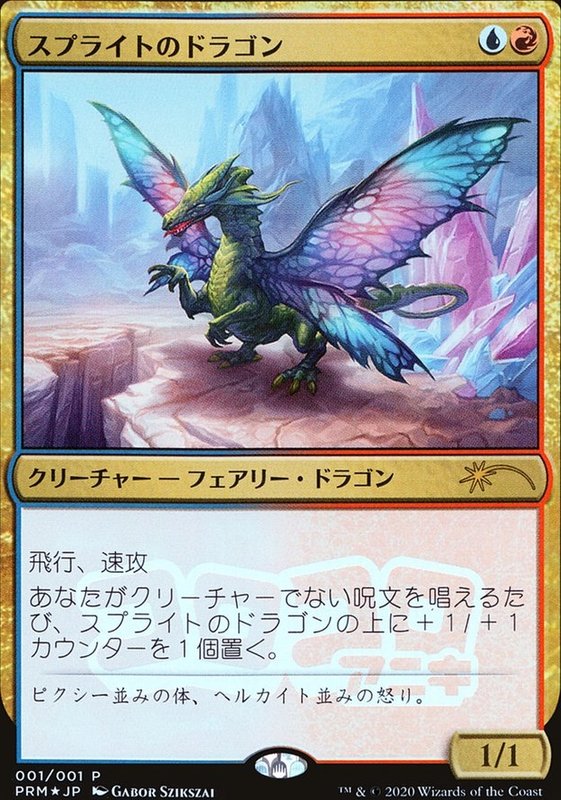 スプライトのドラゴン
クリーチャー — フェアリー・ドラゴン
飛行、速攻
あなたがクリーチャーでない呪文を唱えるた
び、スプライトのドラゴンの上に＋１/＋１
カウンターを１個置く。
ピクシー並みの体、ヘルカイト並みの怒り。
1/1
001/001 P
PRM★JP GABOR SZIKSZAI
™ & © 2020 Wizards of the Coast